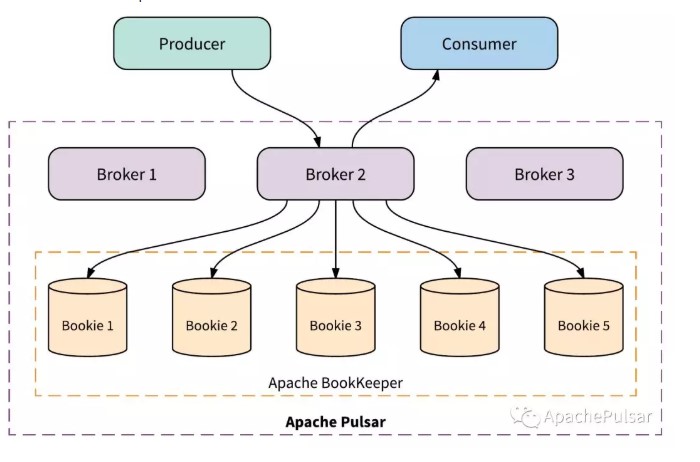 Producer
Consumer
Broker 1
Broker 2
Broker 3
Bookie 1
Bookie 2
Bookie 3
Bookie 4
Bookie 5
Apache BookKeeper
Apache Pulsar
ApachePulsar